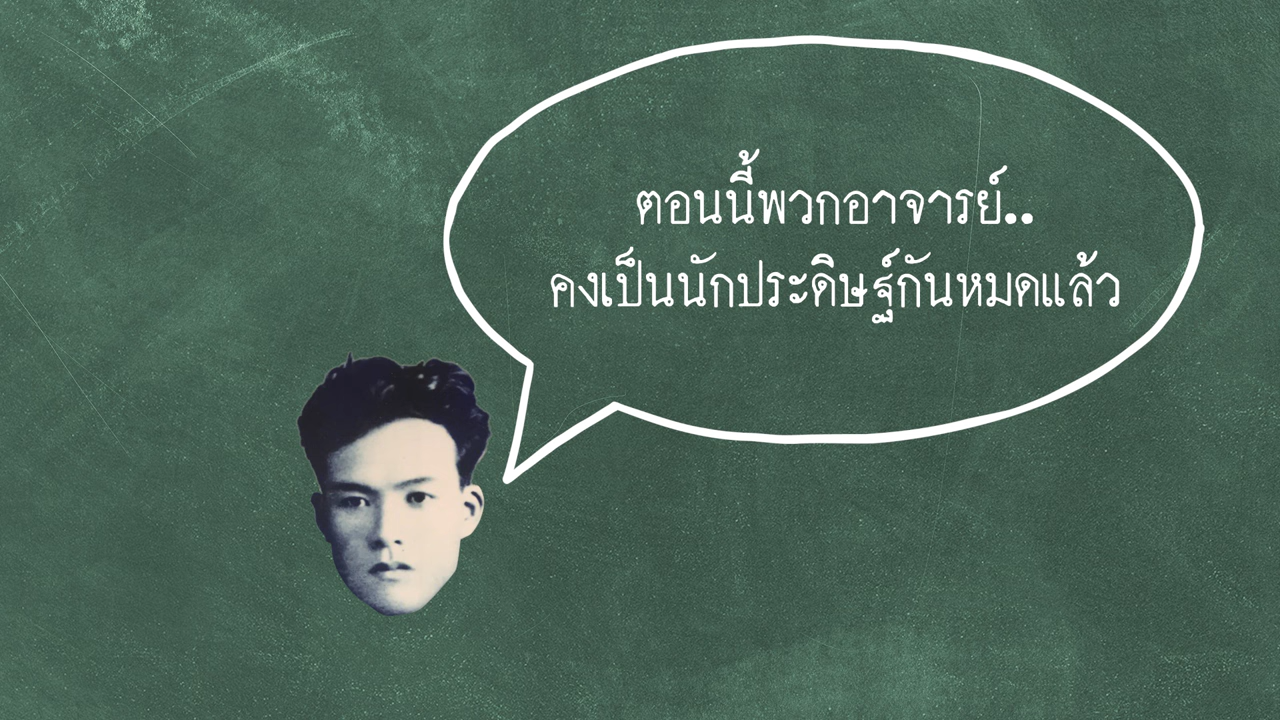 ตอนนี้พวกอาจารย์..
คงเป็นนักประดิษฐ์กันหมดแล้ว